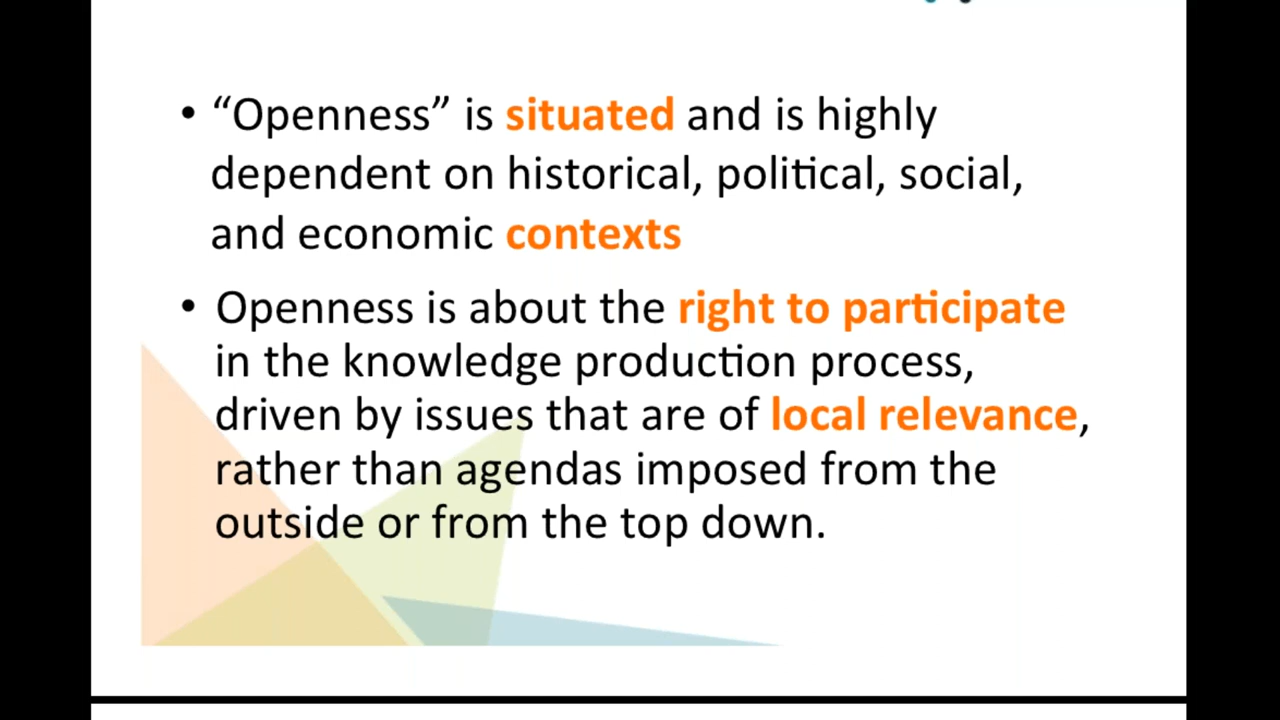 • “Openness” is situated and is highly
dependent on historical, political, social,
and economic contexts
• Openness is about the right to participate
in the knowledge production process,
driven by issues that are of local relevance,
rather than agendas imposed from the
outside or from the top down.